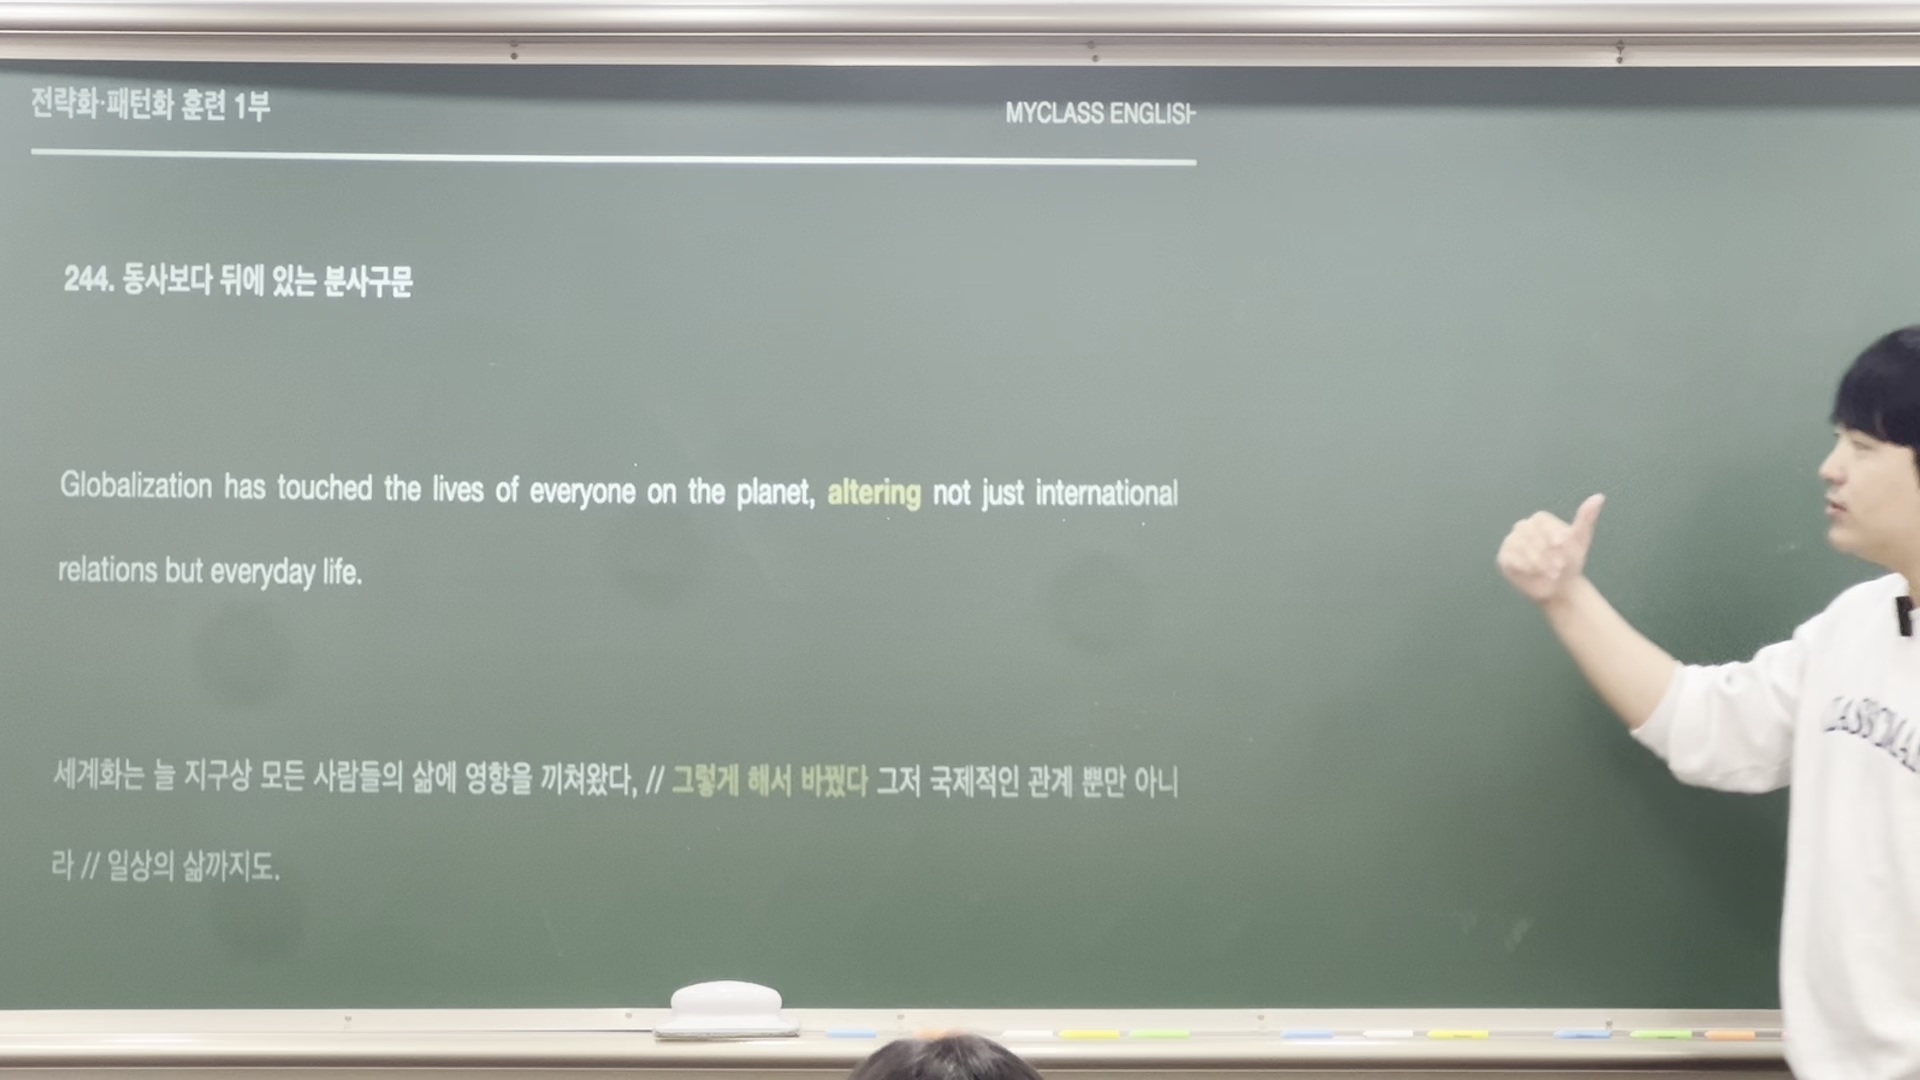 전략화·패턴화 훈련 1부
MYCLASS ENGLISH
244. 동사보다 뒤에 있는 분사구문
Globalization has touched the lives of everyone on the planet, altering not just international
relations but everyday life.
세계화는 늘 지구상 모든 사람들의 삶에 영향을 끼쳐왔다, // 그렇게 해서 바꿨다 그저 국제적인 관계 뿐만 아니
라 // 일상의 삶까지도.